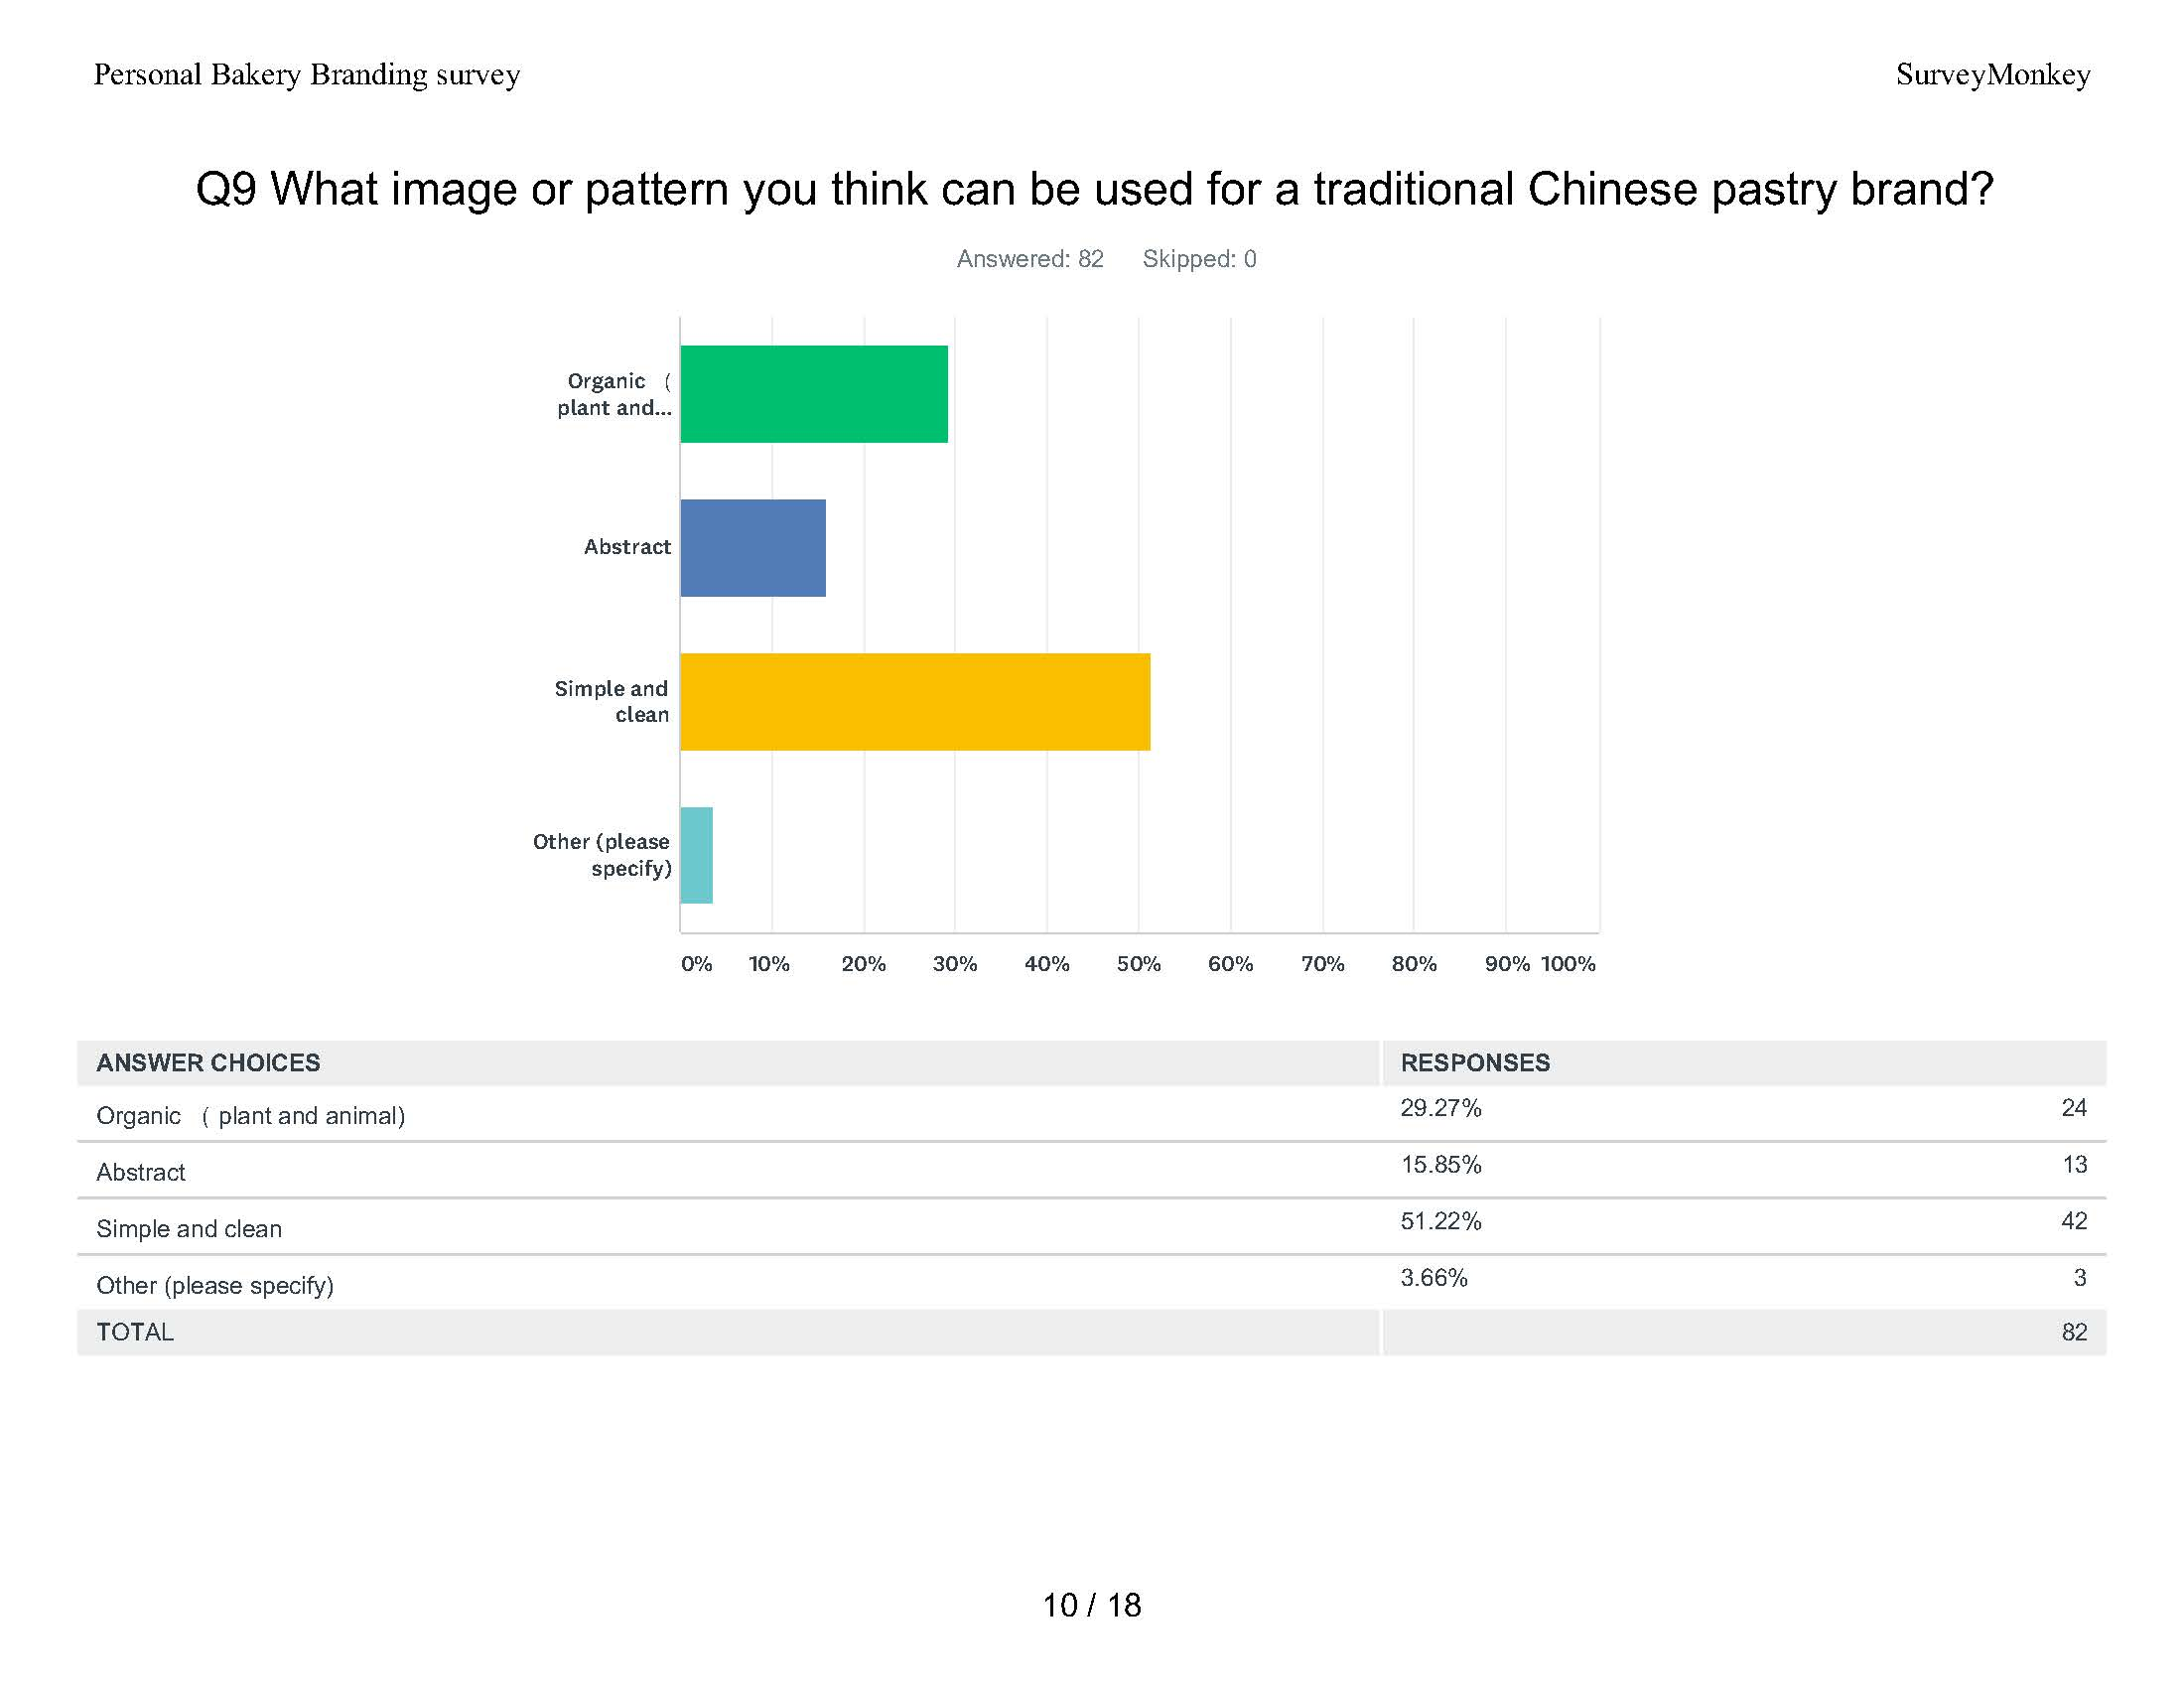 Personal Bakery Branding survey SurveyMonkey
Q9 What image or pattern you think can be used for a traditional Chinese pastry brand?
Answered: 82 Skipped: 0
Organic (
plant and...
Abstract
Simple and
clean
Other (please
specify)
0% 10% 20% 30% 40% 50% 60% 70% 80% 90% 100%
ANSWER CHOICES RESPONSES
Organic ( plant and animal) 29.27% 24
Abstract 15.85% 13
Simple and clean 51.22% 42
Other (please specify) 3.66% 3
TOTAL 82
10 / 18